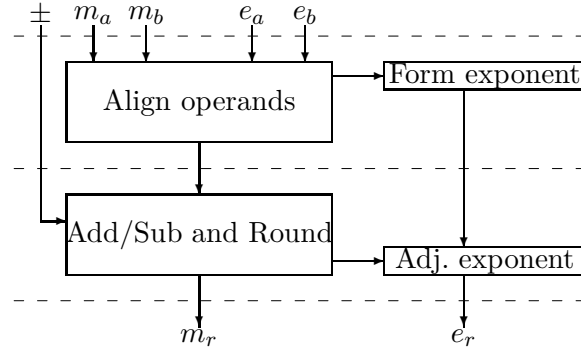 ± m_a m_b e_a e_b
Form exponent
Align operands
Add/Sub and Round
Adj. exponent
m_r e_r